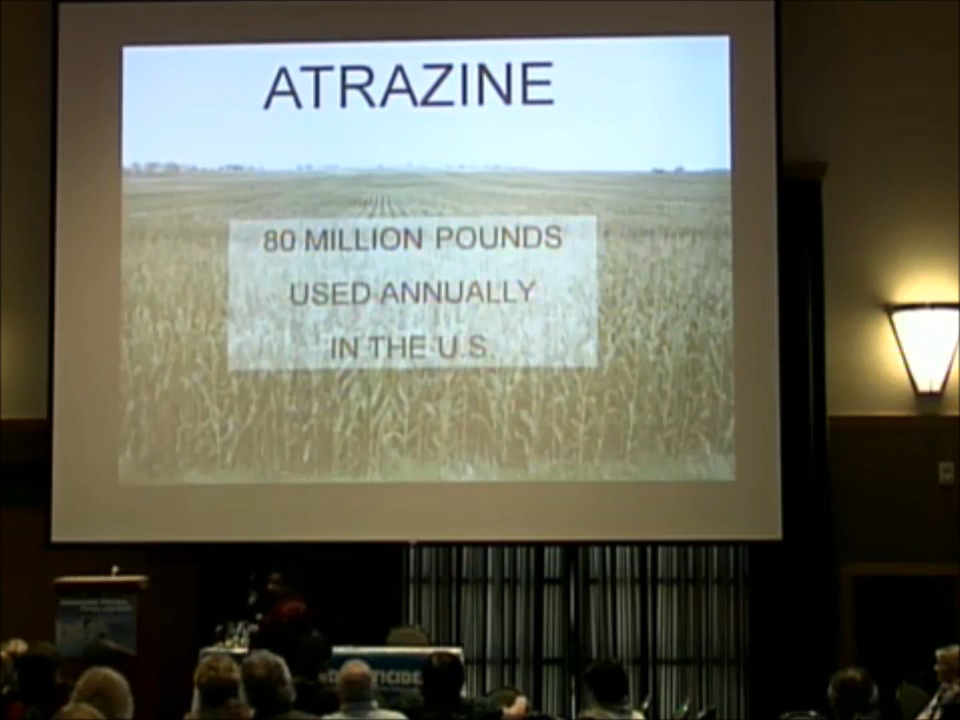 ATRAZINE
80 MILLION POUNDS
USED ANNUALLY
IN THE U.S.